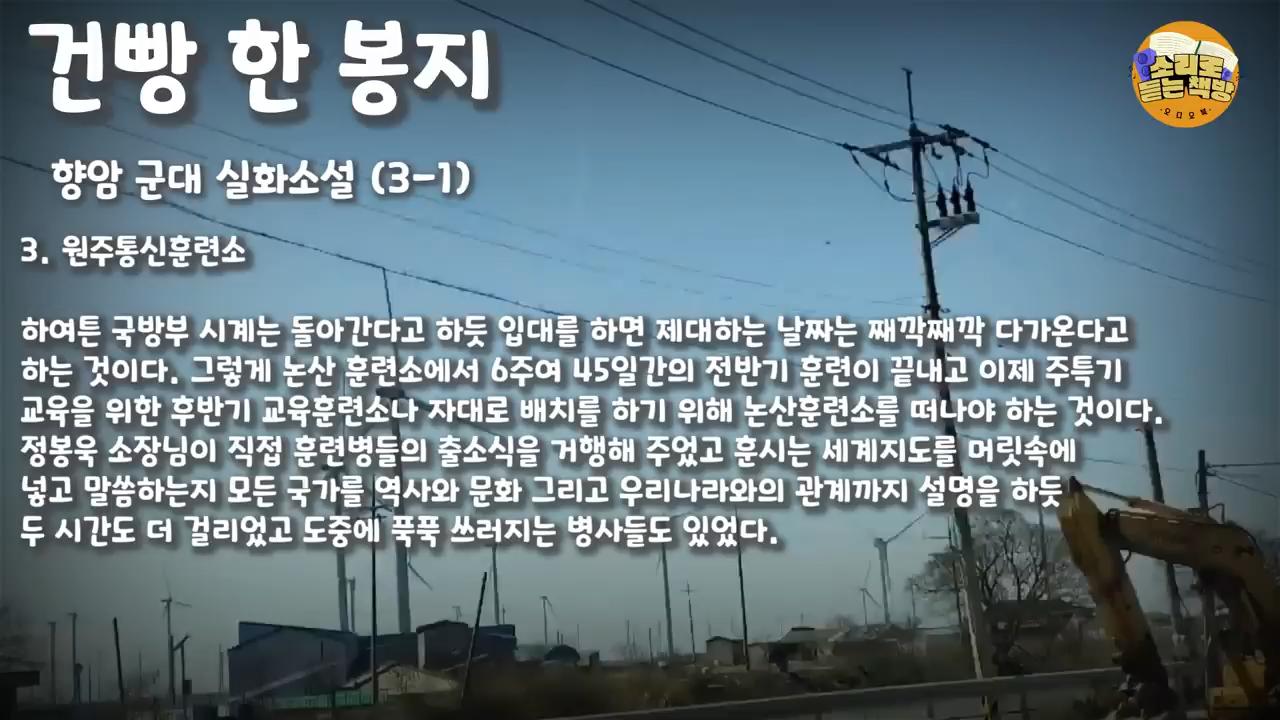 건빵 한 봉지
소리로
듣는 책방
·오디오북·
향암 군대 실화소설 (3-1)
3. 원주통신훈련소
하여튼 국방부 시계는 돌아간다고 하듯 입대를 하면 제대하는 날짜는 째깍째깍 다가온다고
하는 것이다. 그렇게 논산 훈련소에서 6주여 45일간의 전반기 훈련이 끝내고 이제 주특기
교육을 위한 후반기 교육훈련소나 자대로 배치를 하기 위해 논산훈련소를 떠나야 하는 것이다.
정봉욱 소장님이 직접 훈련병들의 출소식을 거행해 주었고 훈시는 세계지도를 머릿속에
넣고 말씀하는지 모든 국가를 역사와 문화 그리고 우리나라와의 관계까지 설명을 하듯
두 시간도 더 걸리었고 도중에 푹푹 쓰러지는 병사들도 있었다.